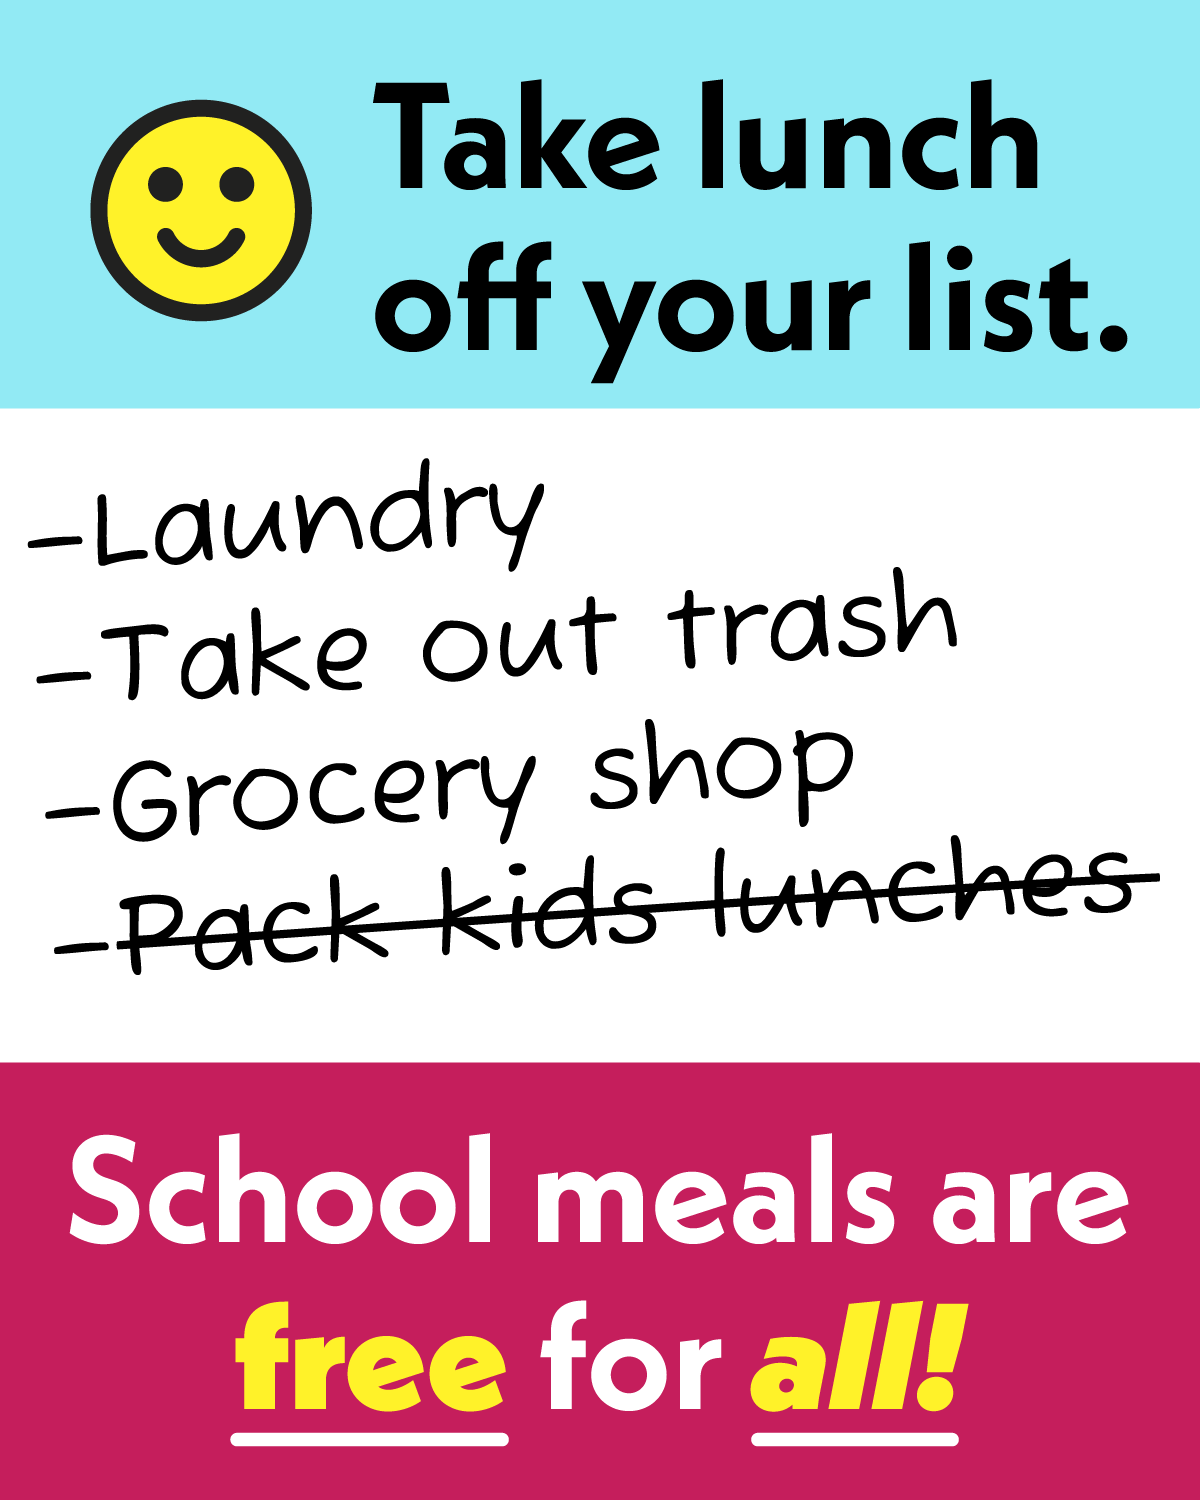 Take lunch
off your list.
-Laundry
-Take out trash
-Grocery shop
-Pack kids lunches
School meals are
free for all!